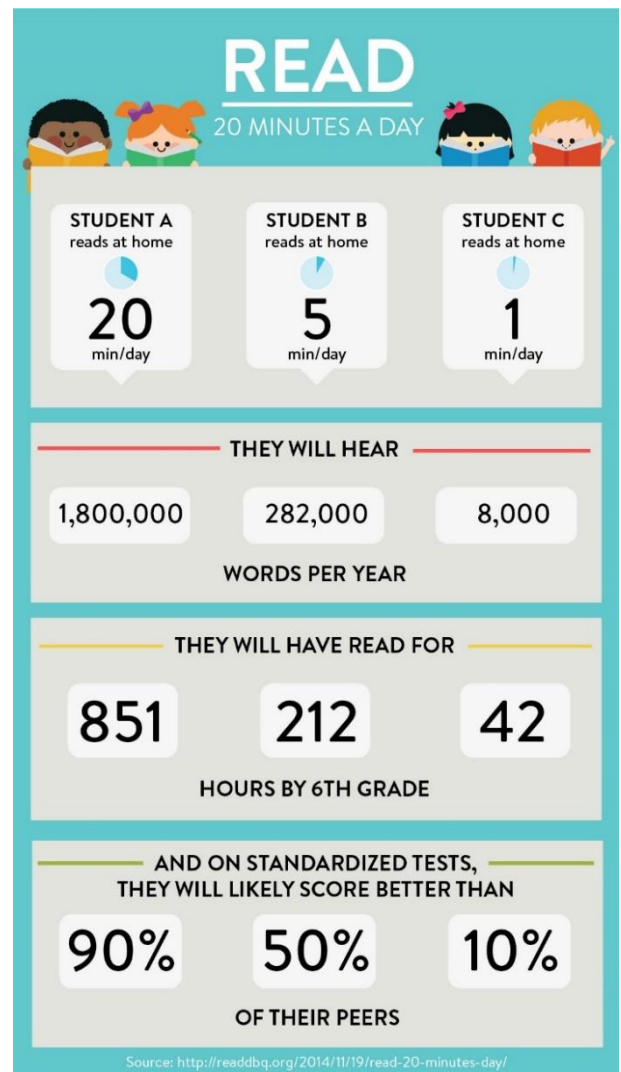 READ
20 MINUTES A DAY
STUDENT A
reads at home
20
min/day
STUDENT B
reads at home
5
min/day
STUDENT C
reads at home
1
min/day
THEY WILL HEAR
1,800,000 282,000 8,000
WORDS PER YEAR
THEY WILL HAVE READ FOR
851 212 42
HOURS BY 6TH GRADE
AND ON STANDARDIZED TESTS,
THEY WILL LIKELY SCORE BETTER THAN
90% 50% 10%
OF THEIR PEERS
Source: http://readdbq.org/2014/11/19/read-20-minutes-day/